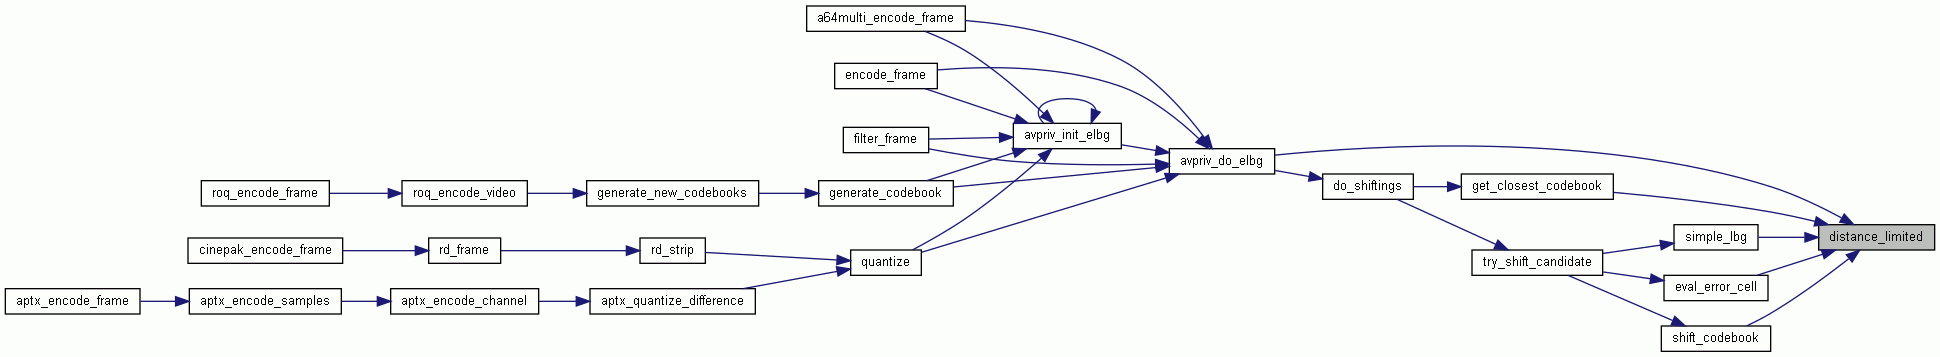 a64multi_encode_frame
encode_frame
avpriv_init_elbg
filter_frame
avpriv_do_elbg
do_shiftings
get_closest_codebook
roq_encode_frame
roq_encode_video
generate_new_codebooks
generate_codebook
distance_limited
simple_lbg
cinepak_encode_frame
rd_frame
rd_strip
quantize
try_shift_candidate
eval_error_cell
aptx_encode_frame
aptx_encode_samples
aptx_encode_channel
aptx_quantize_difference
shift_codebook